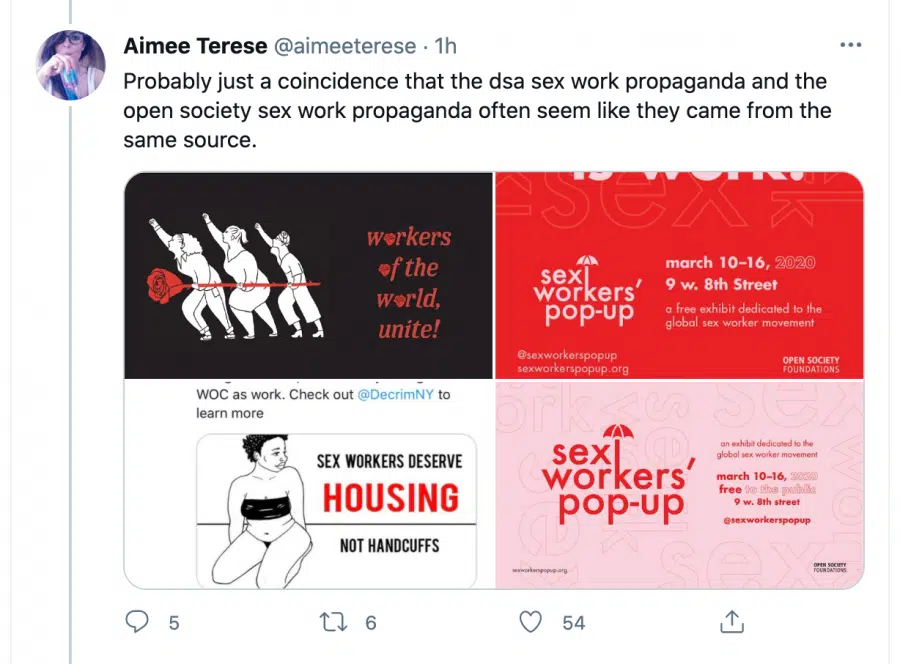 Aimee Terese @aimeeterese · 1h
Probably just a coincidence that the dsa sex work propaganda and the
open society sex work propaganda often seem like they came from the
same source.
workers
of the
world,
unite!
is work.
sex
sex
workers'
pop-up
march 10-16, 2020
9 w. 8th Street
a free exhibit dedicated to the
global sex worker movement
@sexworkerspopup
sexworkerspopup.org
OPEN SOCIETY
FOUNDATIONS
WOC as work. Check out @DecrimNY to
learn more
SEX WORKERS DESERVE
HOUSING
NOT HANDCUFFS
sex
workers'
pop-up
an exhibit dedicated to the
global sex worker movement
march 10-16, 2020
free to the public
9 w. 8th street
@sexworkerspopup
sexworkerspopup.org
OPEN SOCIETY
FOUNDATIONS
5
6
54